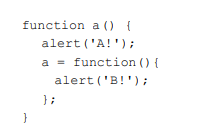 function a() {
  alert('A!');
  a = function(){
    alert('B!');
  };
}